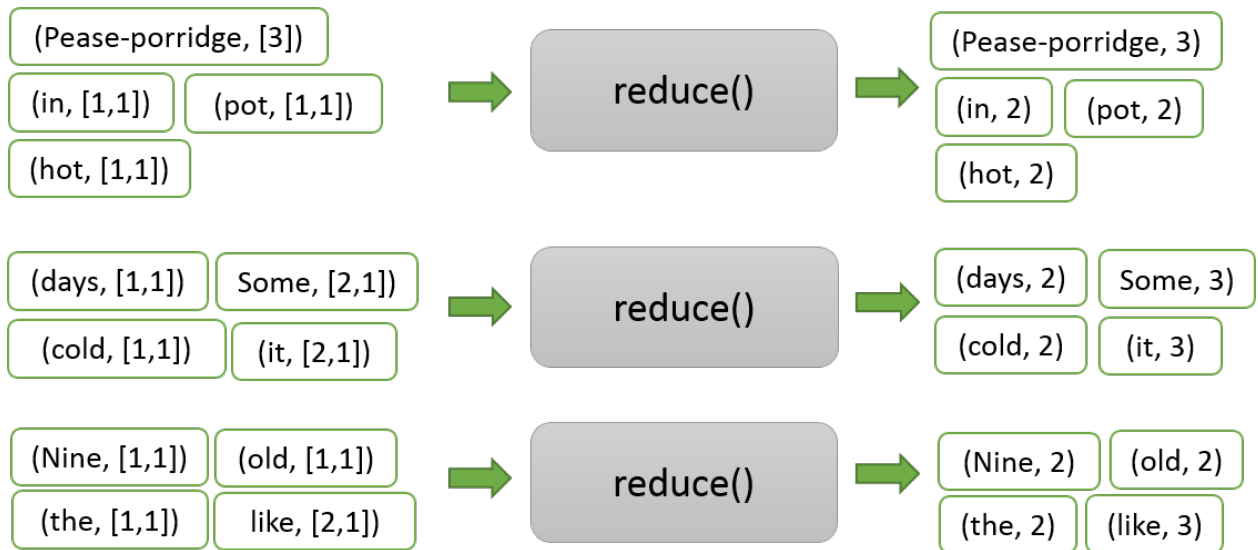 (Pease-porridge, [3])
(in, [1,1]) (pot, [1,1])
(hot, [1,1])
reduce()
(Pease-porridge, 3)
(in, 2) (pot, 2)
(hot, 2)
(days, [1,1]) Some, [2,1])
(cold, [1,1]) (it, [2,1])
reduce()
(days, 2) Some, 3)
(cold, 2) (it, 3)
(Nine, [1,1]) (old, [1,1])
(the, [1,1]) like, [2,1])
reduce()
(Nine, 2) (old, 2)
(the, 2) (like, 3)